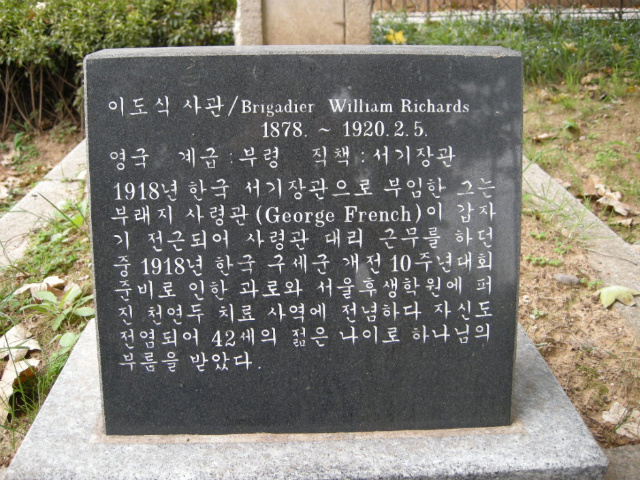 이도식 사관/Brigadier William Richards
1878. ~ 1920.2.5.
영국 계급 : 부령 직책 : 서기장관
1918년 한국 서기장관으로 부임한 그는
부래지 사령관(George French)이 갑자
기 전근되어 사령관 대리 근무를 하던
중 1918년 한국 구세군 개전 10주년대회
준비로 인한 과로와 서울후생학원에 퍼
진 천연두 치료 사역에 전념하다 자신도
전염되어 42세의 젊은 나이로 하나님의
부름을 받았다.